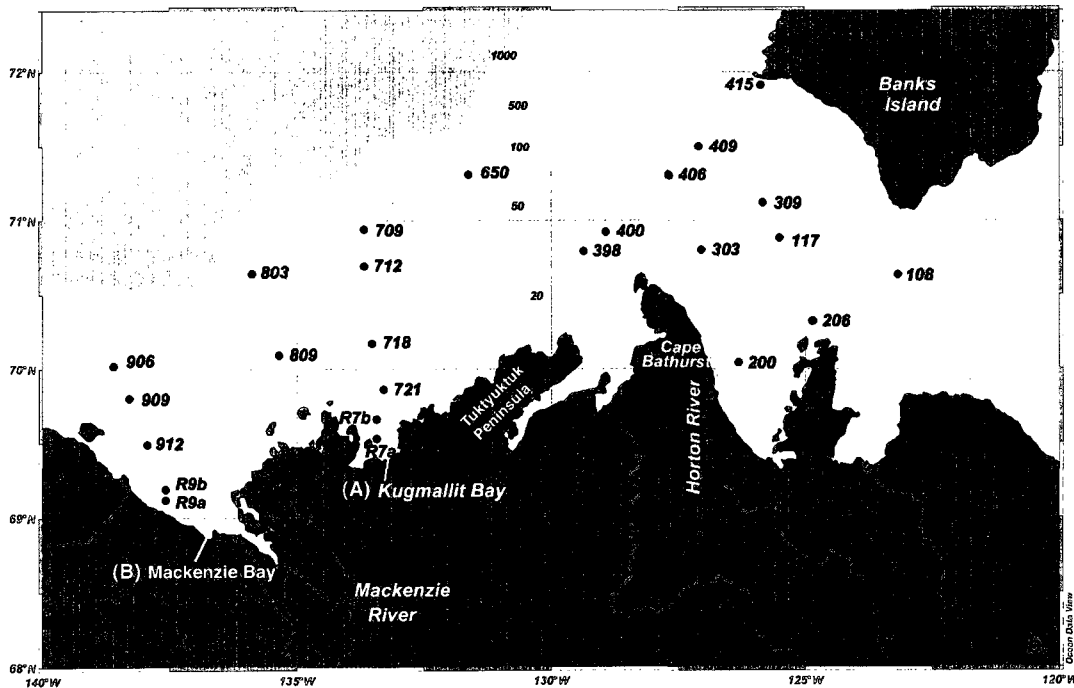 72°N
71°N
70°N
69°N
68°N
1000
500
100
50
20
415
Banks
Island
409
406
650
309
709
400
117
398
303
712
803
108
206
718
Cape
Bathurst
809
200
906
721
Tuktyuktuk
Peninsula
909
R7b
Horton River
912
R7a
R9b
(A) Kugmallit Bay
R9a
(B) Mackenzie Bay
Mackenzie
River
140°W
135°W
130°W
125°W
120°W
Ocean Data View